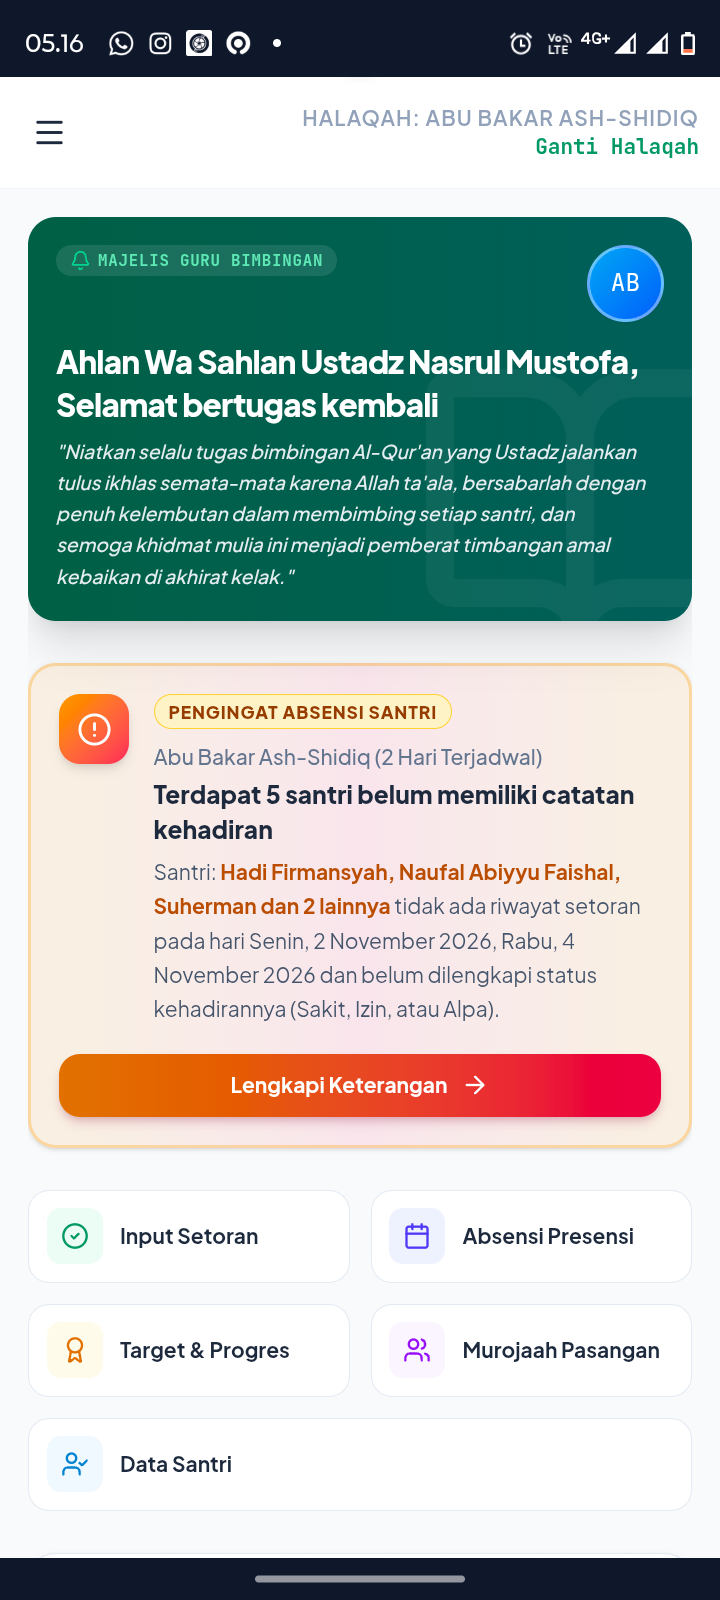 05.16
Vo LTE 4G+
HALAQAH: ABU BAKAR ASH-SHIDIQ
Ganti Halaqah
MAJELIS GURU BIMBINGAN
AB
Ahlan Wa Sahlan Ustadz Nasrul Mustofa,
Selamat bertugas kembali
"Niatkan selalu tugas bimbingan Al-Qur'an yang Ustadz jalankan
tulus ikhlas semata-mata karena Allah ta'ala, bersabarlah dengan
penuh kelembutan dalam membimbing setiap santri, dan
semoga khidmat mulia ini menjadi pemberat timbangan amal
kebaikan di akhirat kelak."
PENGINGAT ABSENSI SANTRI
Abu Bakar Ash-Shidiq (2 Hari Terjadwal)
Terdapat 5 santri belum memiliki catatan
kehadiran
Santri: Hadi Firmansyah, Naufal Abiyyu Faishal,
Suherman dan 2 lainnya tidak ada riwayat setoran
pada hari Senin, 2 November 2026, Rabu, 4
November 2026 dan belum dilengkapi status
kehadirannya (Sakit, Izin, atau Alpa).
Lengkapi Keterangan
Input Setoran
Absensi Presensi
Target & Progres
Murojaah Pasangan
Data Santri